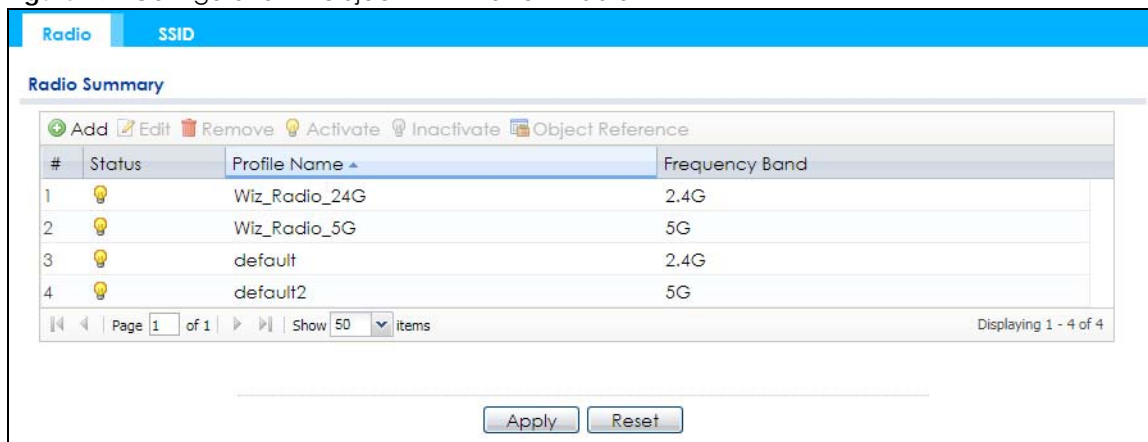 Radio SSID
Radio Summary
Add Edit Remove Activate Inactivate Object Reference
# Status Profile Name Frequency Band
1 Wiz_Radio_24G 2.4G
2 Wiz_Radio_5G 5G
3 default 2.4G
4 default2 5G
Page 1 of 1 Show 50 items Displaying 1 - 4 of 4
Apply Reset